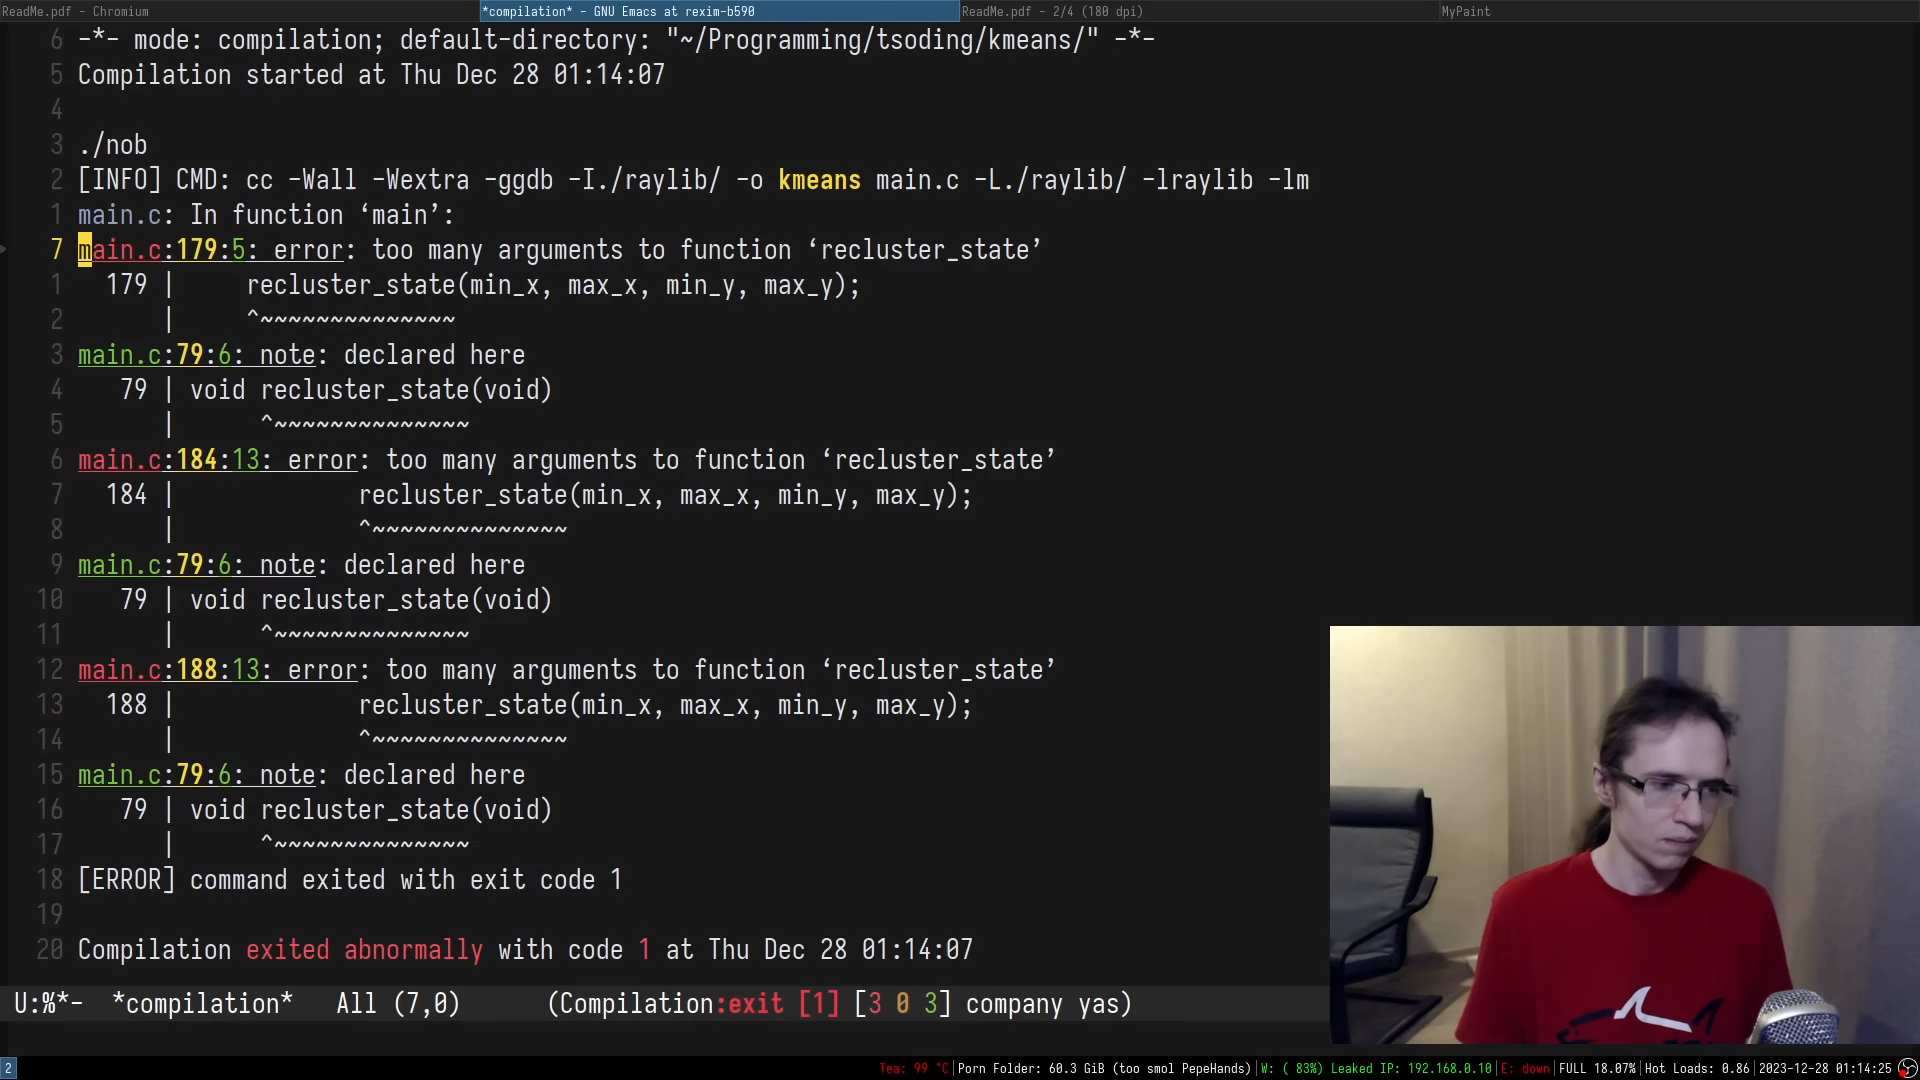 ReadMe.pdf - Chromium
*compilation* - GNU Emacs at rexim-b590
ReadMe.pdf - 2/4 (180 dpi)
MyPaint
6 -*- mode: compilation; default-directory: "~/Programming/tsoding/kmeans/" -*-
5 Compilation started at Thu Dec 28 01:14:07
4
3 ./nob
2 [INFO] CMD: cc -Wall -Wextra -ggdb -I./raylib/ -o kmeans main.c -L./raylib/ -lraylib -lm
1 main.c: In function ‘main’:
7 main.c:179:5: error: too many arguments to function ‘recluster_state’
1 179 | recluster_state(min_x, max_x, min_y, max_y);
2 | ^~~~~~~~~~~~~~~
3 main.c:79:6: note: declared here
4 79 | void recluster_state(void)
5 | ^~~~~~~~~~~~~~~
6 main.c:184:13: error: too many arguments to function ‘recluster_state’
7 184 | recluster_state(min_x, max_x, min_y, max_y);
8 | ^~~~~~~~~~~~~~~
9 main.c:79:6: note: declared here
10 79 | void recluster_state(void)
11 | ^~~~~~~~~~~~~~~
12 main.c:188:13: error: too many arguments to function ‘recluster_state’
13 188 | recluster_state(min_x, max_x, min_y, max_y);
14 | ^~~~~~~~~~~~~~~
15 main.c:79:6: note: declared here
16 79 | void recluster_state(void)
17 | ^~~~~~~~~~~~~~~
18 [ERROR] command exited with exit code 1
19
20 Compilation exited abnormally with code 1 at Thu Dec 28 01:14:07
U:%*- *compilation* All (7,0) (Compilation:exit [1] [3 0 3] company yas)
2
Tea: 99 °C|Porn Folder: 60.3 GiB (too smol PepeHands)|W: ( 83%) Leaked IP: 192.168.0.10|E: down|FULL 18.07%|Hot Loads: 0.86|2023-12-28 01:14:25